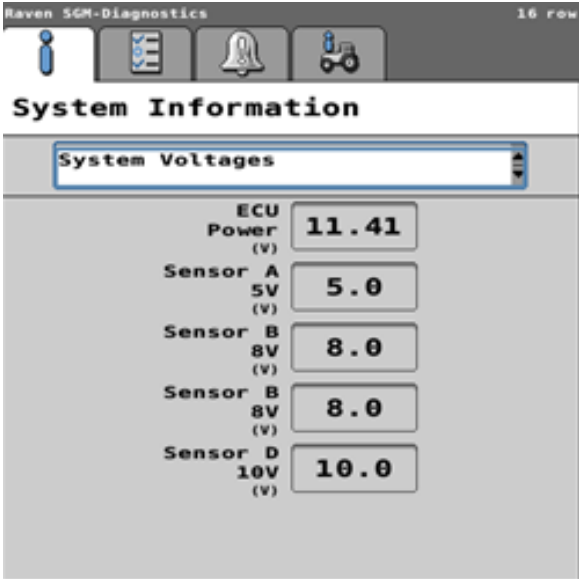 Raven SGM-Diagnostics 16 row
System Information
System Voltages
ECU
Power 11.41
(V)
Sensor A
5V 5.0
(V)
Sensor B
8V 8.0
(V)
Sensor B
8V 8.0
(V)
Sensor D
10V 10.0
(V)